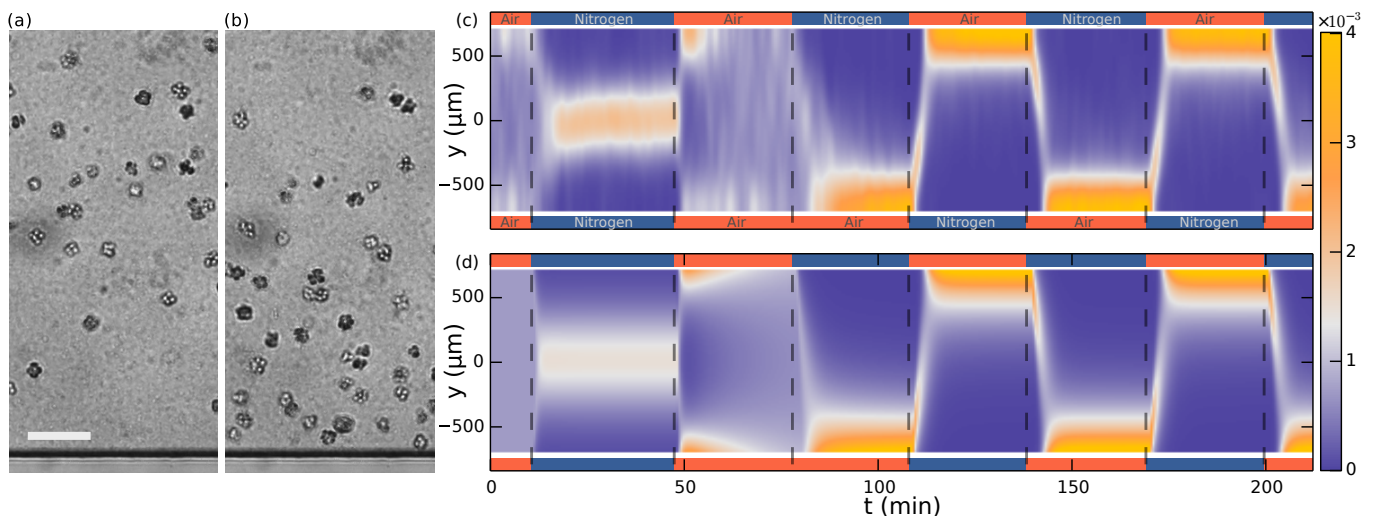 (a)
(b)
(c)
Air Nitrogen Air Nitrogen Air Nitrogen Air
×10⁻³
y (μm)
500
0
−500
Air Nitrogen Air Air Nitrogen Air Nitrogen
(d)
y (μm)
500
0
−500
0 50 100 150 200
t (min)
4
3
2
1
0